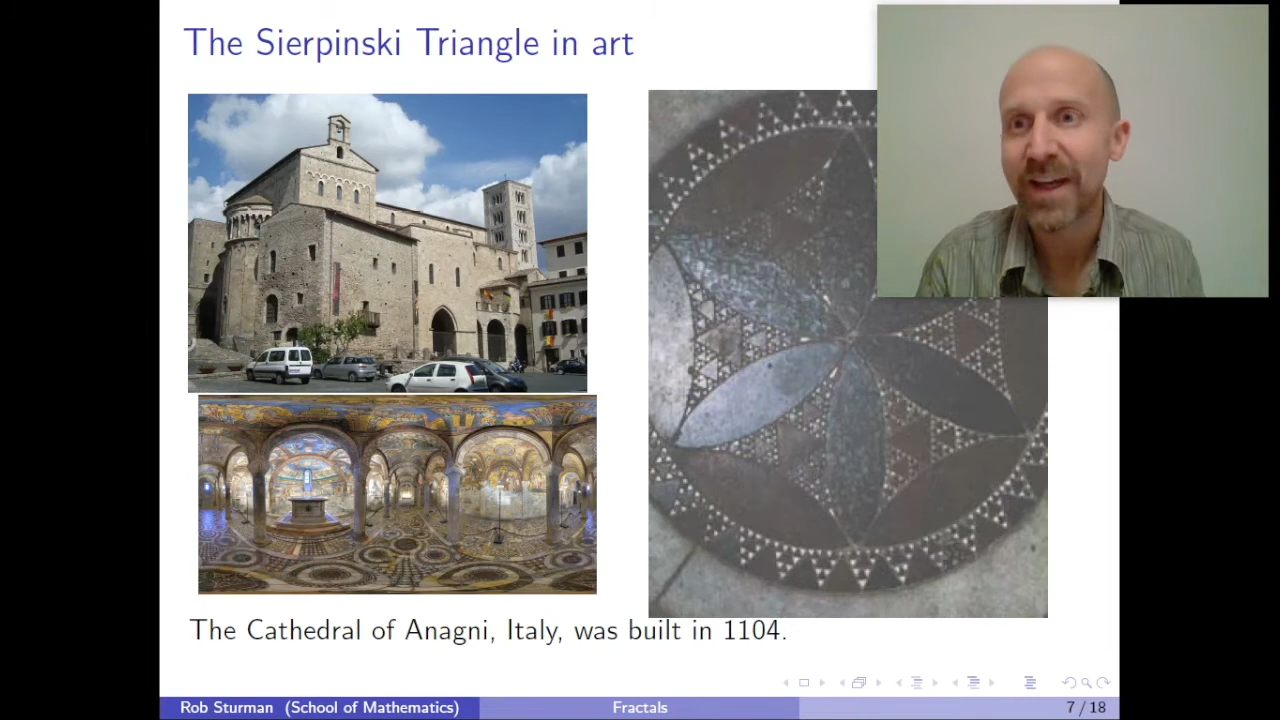 The Sierpinski Triangle in art
The Cathedral of Anagni, Italy, was built in 1104.
Rob Sturman (School of Mathematics) Fractals 7 / 18